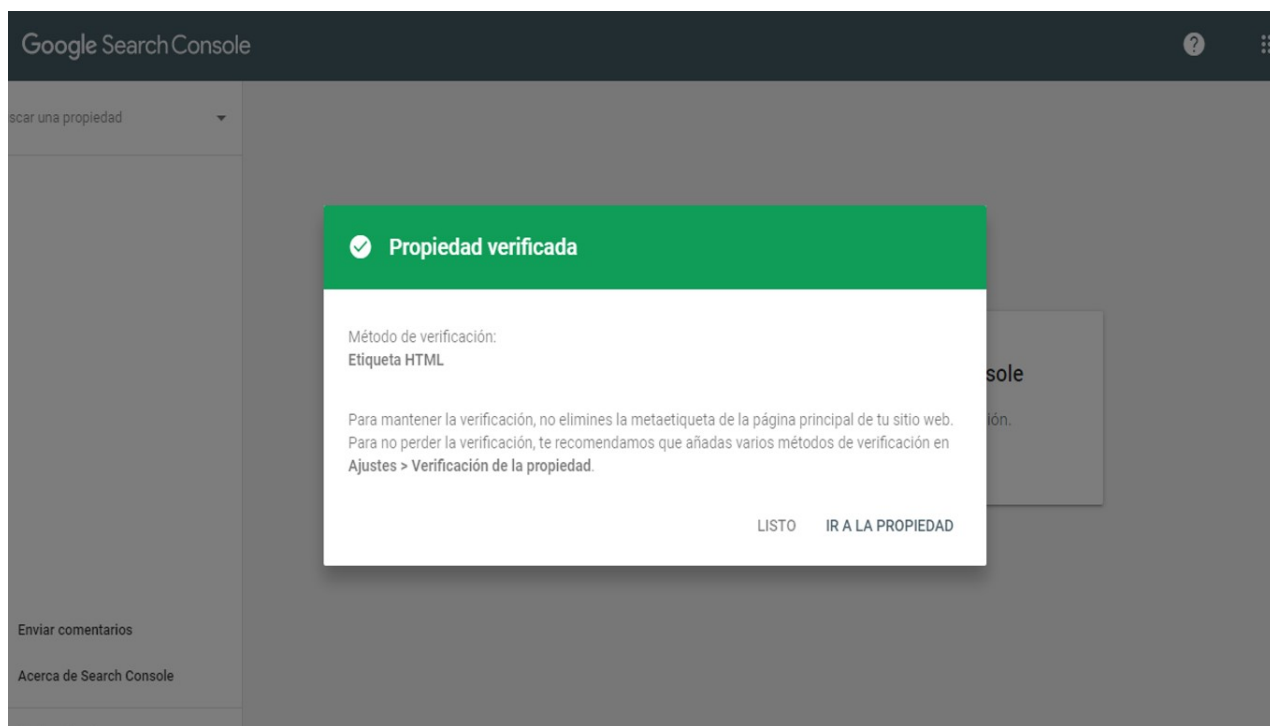 Google Search Console
scar una propiedad
Propiedad verificada
Método de verificación:
Etiqueta HTML
sole
Para mantener la verificación, no elimines la metaetiqueta de la página principal de tu sitio web.
ión.
Para no perder la verificación, te recomendamos que añadas varios métodos de verificación en
Ajustes > Verificación de la propiedad.
LISTO IR A LA PROPIEDAD
Enviar comentarios
Acerca de Search Console